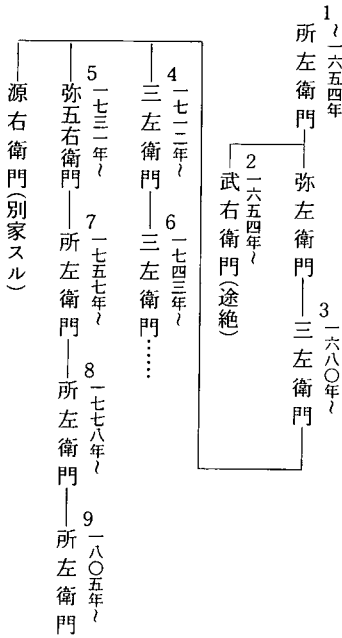 1 〜一六五四年
所左衛門
弥左衛門
3 一六八〇年〜
三左衛門
2 一六五四年〜
武右衛門(途絶)
4 一七一二年〜
三左衛門
6 一七四三年〜
三左衛門……
5 一七三一年〜
弥五右衛門
7 一七五七年〜
所左衛門
8 一七七八年〜
所左衛門
9 一八〇五年〜
所左衛門
源右衛門(別家スル)